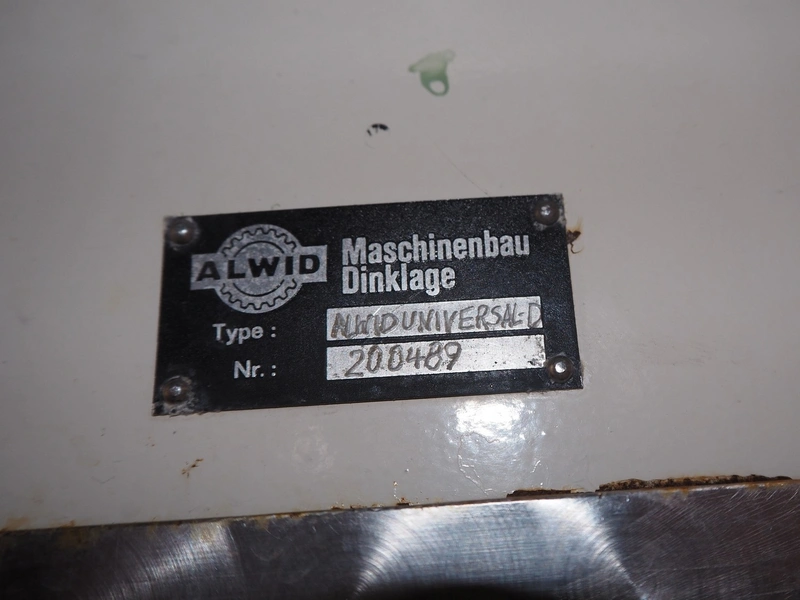 ALWID
Maschinenbau
Dinklage
Type : ALWID UNIVERSAL-D
Nr. : 200489